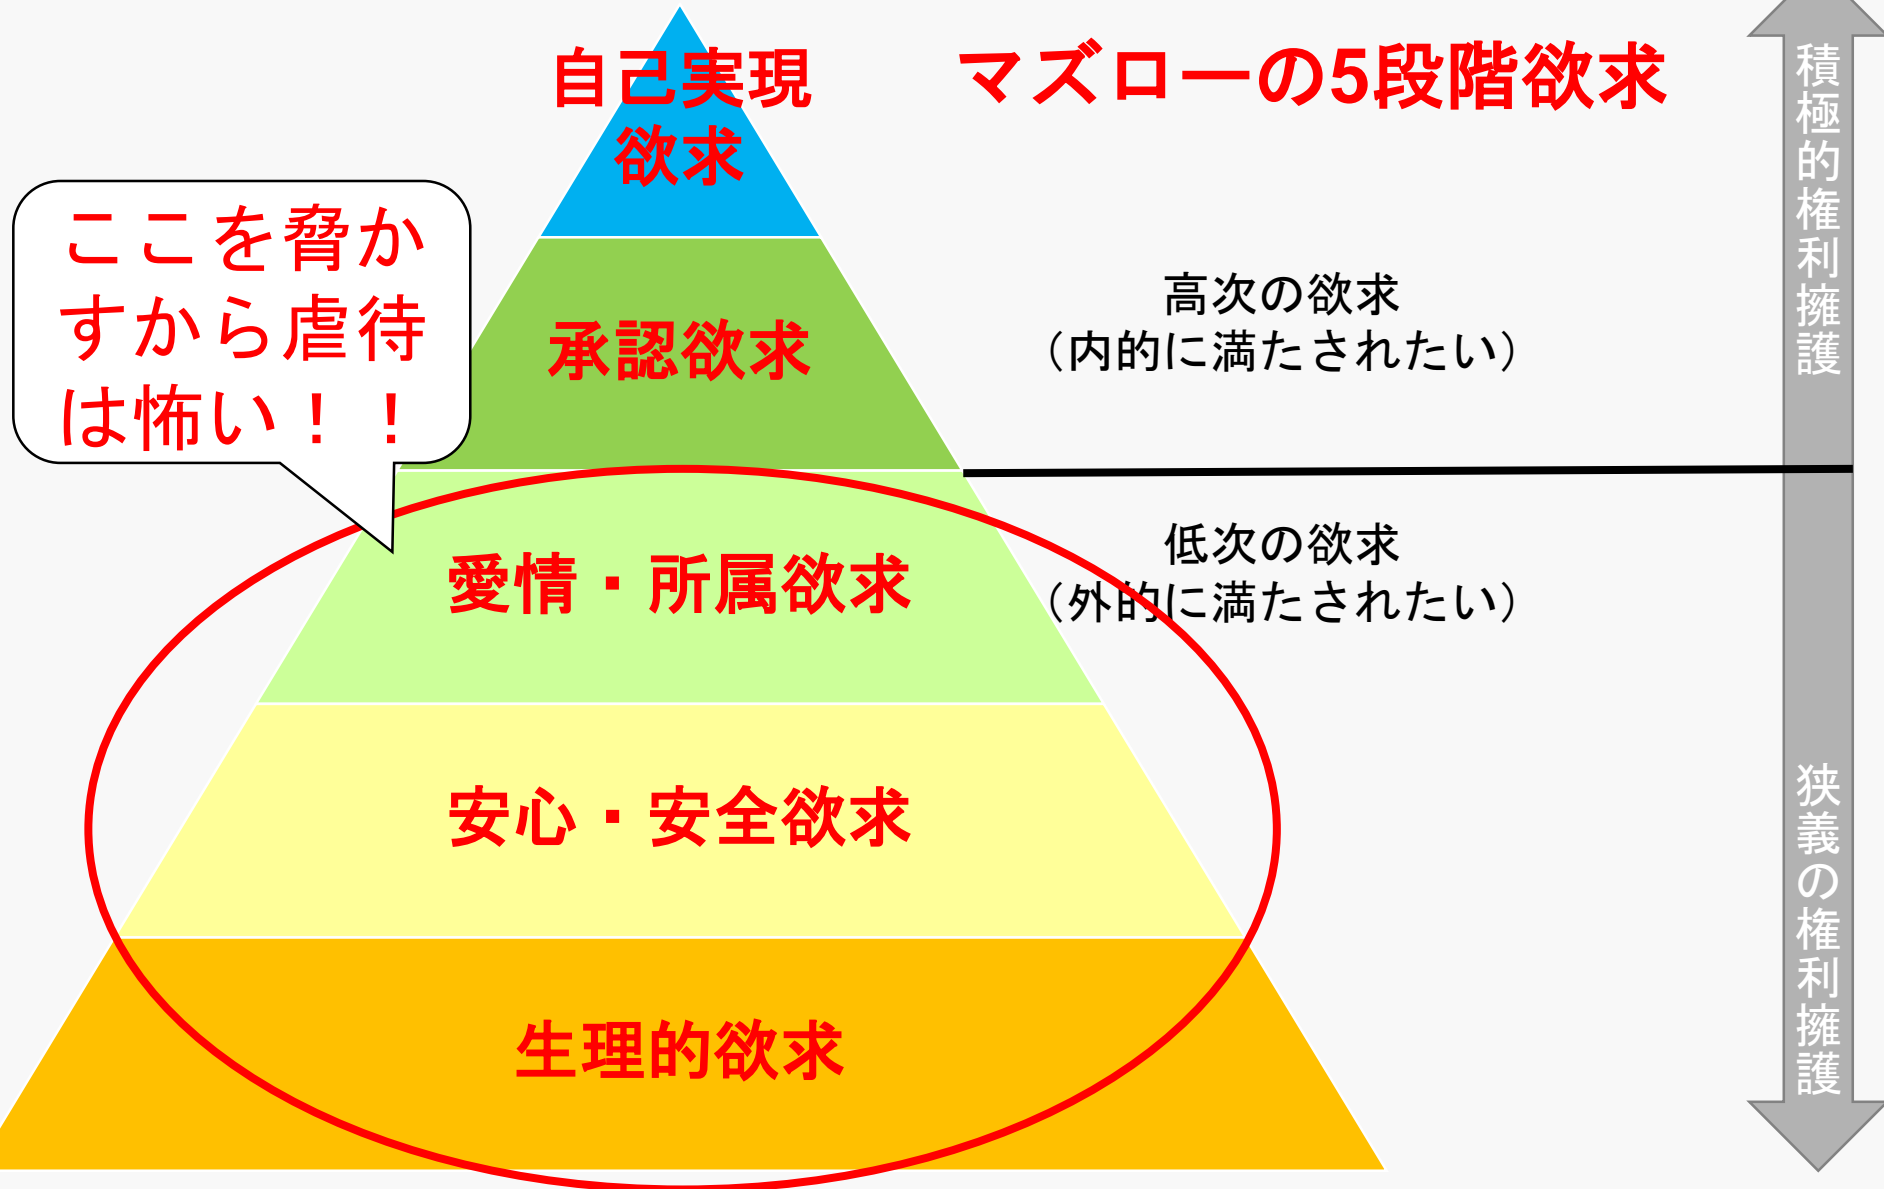 マズローの5段階欲求
自己実現
欲求
承認欲求
愛情・所属欲求
安心・安全欲求
生理的欲求
ここを脅か
すから虐待
は怖い！！
高次の欲求
（内的に満たされたい）
低次の欲求
（外的に満たされたい）
積極的権利擁護
狭義の権利擁護